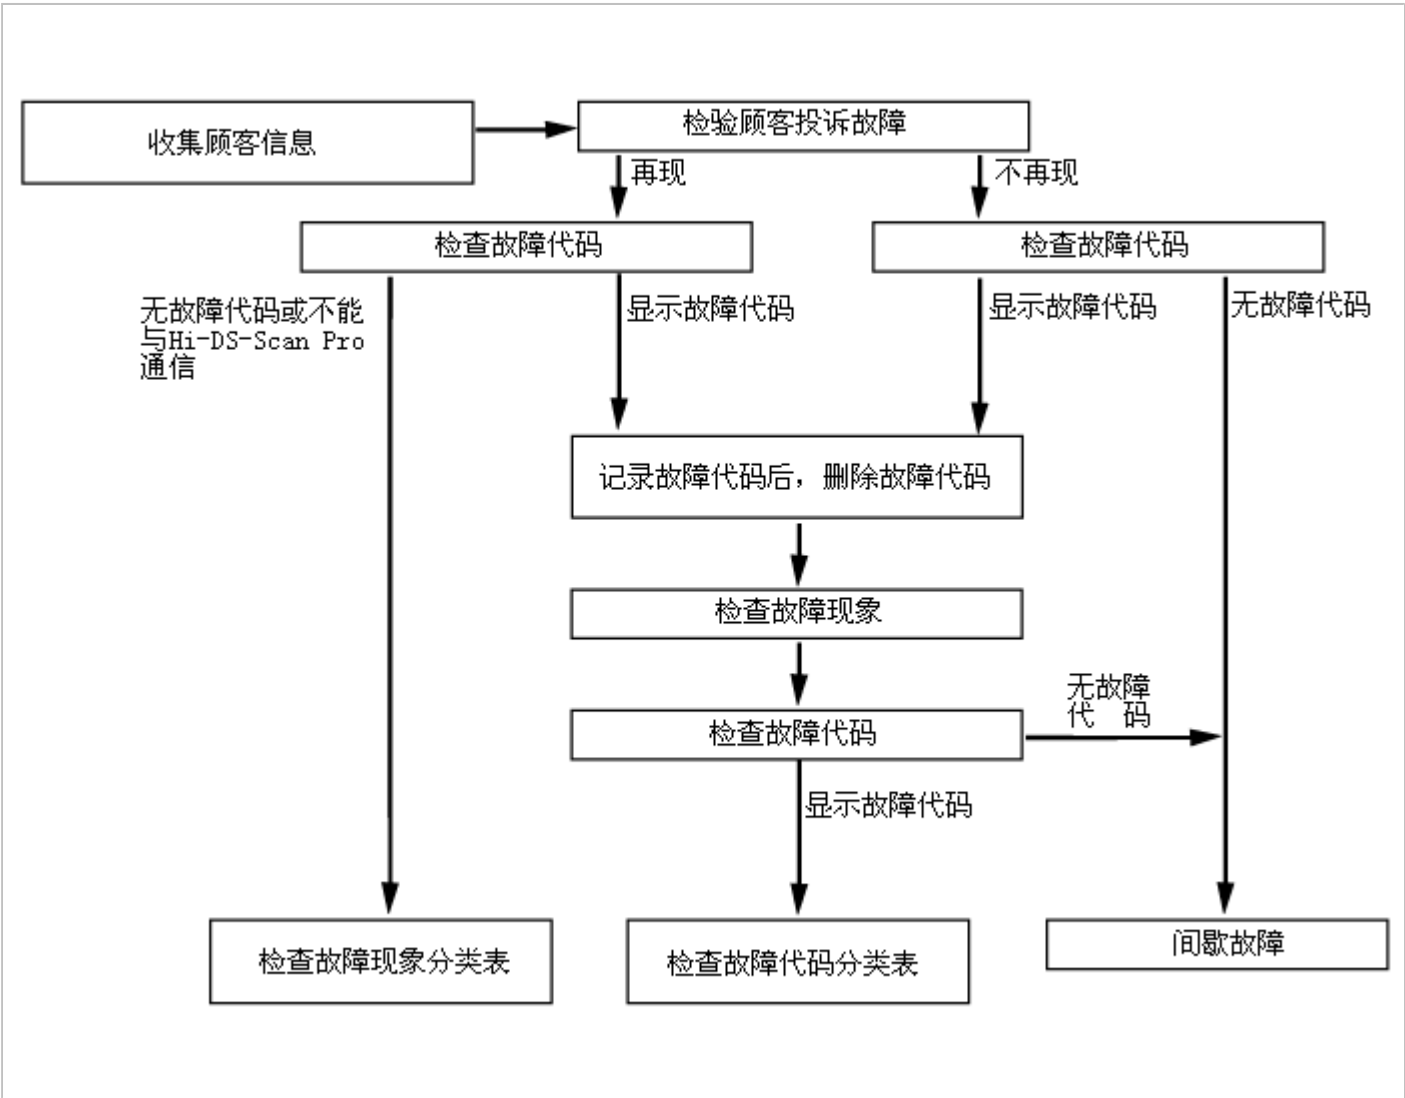 收集顾客信息
检验顾客投诉故障
再现
不再现
检查故障代码
检查故障代码
无故障代码或不能
与Hi-DS-Scan Pro
通信
显示故障代码
显示故障代码
无故障代码
记录故障代码后，删除故障代码
检查故障现象
检查故障代码
无故障
代 码
显示故障代码
检查故障现象分类表
检查故障代码分类表
间歇故障